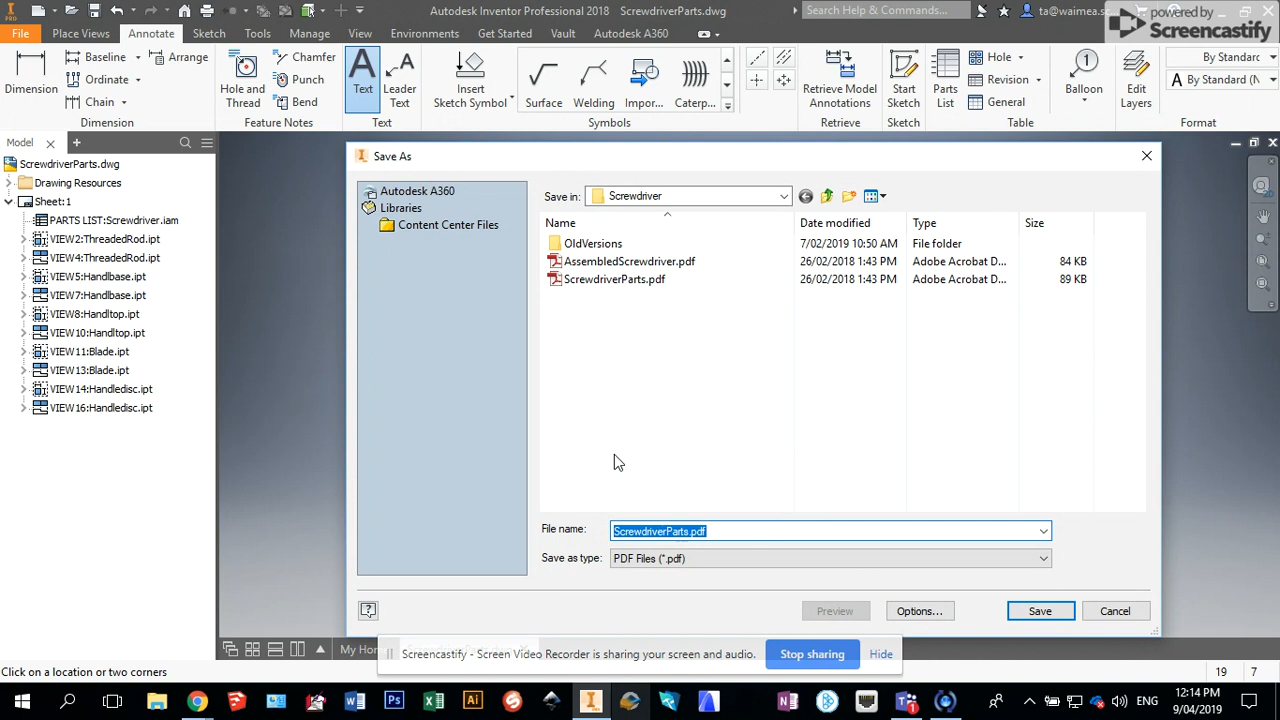 PRO
Autodesk Inventor Professional 2018 ScrewdriverParts.dwg
Search Help & Commands...
ta@waimea.sc...
powered by
Screencastify
File Place Views Annotate Sketch Tools Manage View Environments Get Started Vault Autodesk A360
Dimension
Baseline
Ordinate
Chain
Arrange
Dimension
Hole and
Thread
Chamfer
Punch
Bend
Feature Notes
A
Text
A
Leader
Text
Text
Insert
Sketch Symbol
Surface
Welding
Impor...
Caterp...
Symbols
Retrieve Model
Annotations
Retrieve
Start
Sketch
Sketch
Parts
List
Hole
Revision
General
Table
1
Balloon
Edit
Layers
By Standarc
A By Standard (N
Format
Model
ScrewdriverParts.dwg
Drawing Resources
Sheet:1
PARTS LIST:Screwdriver.iam
VIEW2:ThreadedRod.ipt
VIEW4:ThreadedRod.ipt
VIEW5:Handbase.ipt
VIEW7:Handbase.ipt
VIEW8:Handltop.ipt
VIEW10:Handltop.ipt
VIEW11:Blade.ipt
VIEW13:Blade.ipt
VIEW14:Handledisc.ipt
VIEW16:Handledisc.ipt
Save As
Autodesk A360
Libraries
Content Center Files
Save in: Screwdriver
Name Date modified Type Size
OldVersions 7/02/2019 10:50 AM File folder
AssembledScrewdriver.pdf 26/02/2018 1:43 PM Adobe Acrobat D... 84 KB
ScrewdriverParts.pdf 26/02/2018 1:43 PM Adobe Acrobat D... 89 KB
File name: ScrewdriverParts.pdf
Save as type: PDF Files (*.pdf)
Preview Options... Save Cancel
My Hom
Screencastify - Screen Video Recorder is sharing your screen and audio. Stop sharing Hide
Click on a location or two corners
19 7
ENG
12:14 PM
9/04/2019